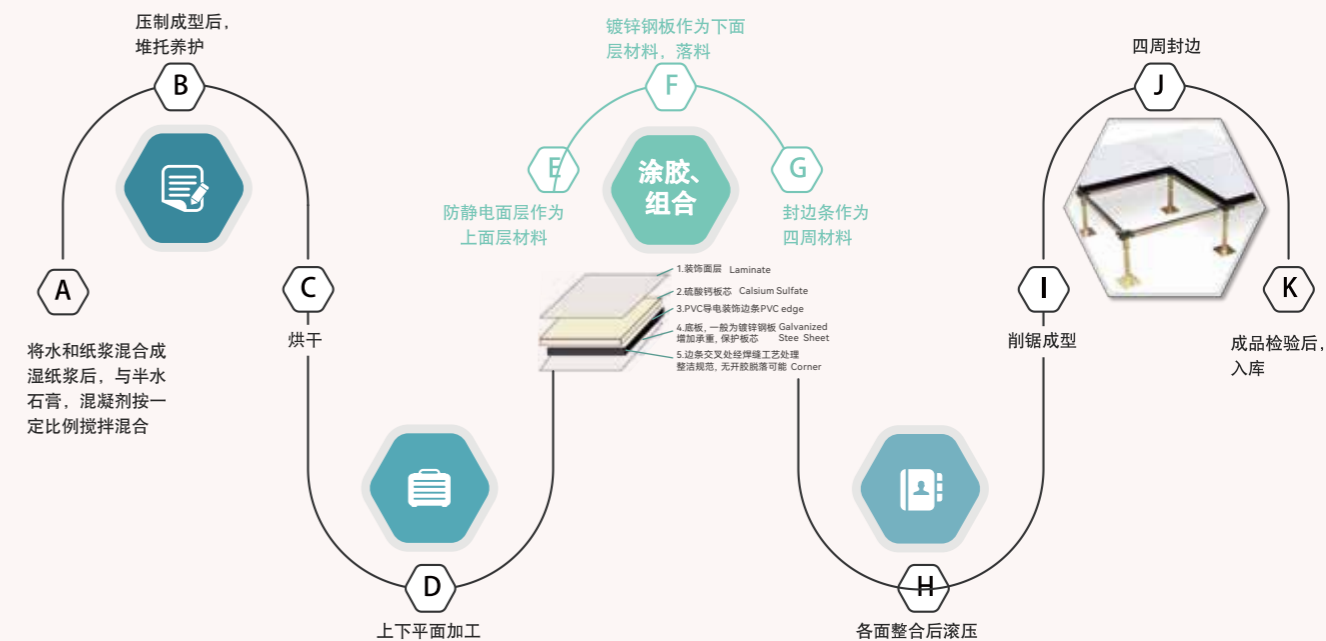 A
将水和纸浆混合成
湿纸浆后，与半水
石膏，混凝剂按一
定比例搅拌混合
压制成型后，
堆托养护
B
C
烘干
D
上下平面加工
E
防静电面层作为
上面层材料
镀锌钢板作为下面
层材料，落料
F
涂胶、
组合
G
封边条作为
四周材料
1.装饰面层 Laminate
2.硫酸钙板芯 Calsium Sulfate
3.PVC导电装饰边条PVC edge
4.底板，一般为镀锌钢板 Galvanized
增加承重，保护板芯 Stee Sheet
5.边条交叉处经焊缝工艺处理
整洁规范，无开胶脱落可能 Corner
H
各面整合后滚压
I
削锯成型
四周封边
J
K
成品检验后，
入库